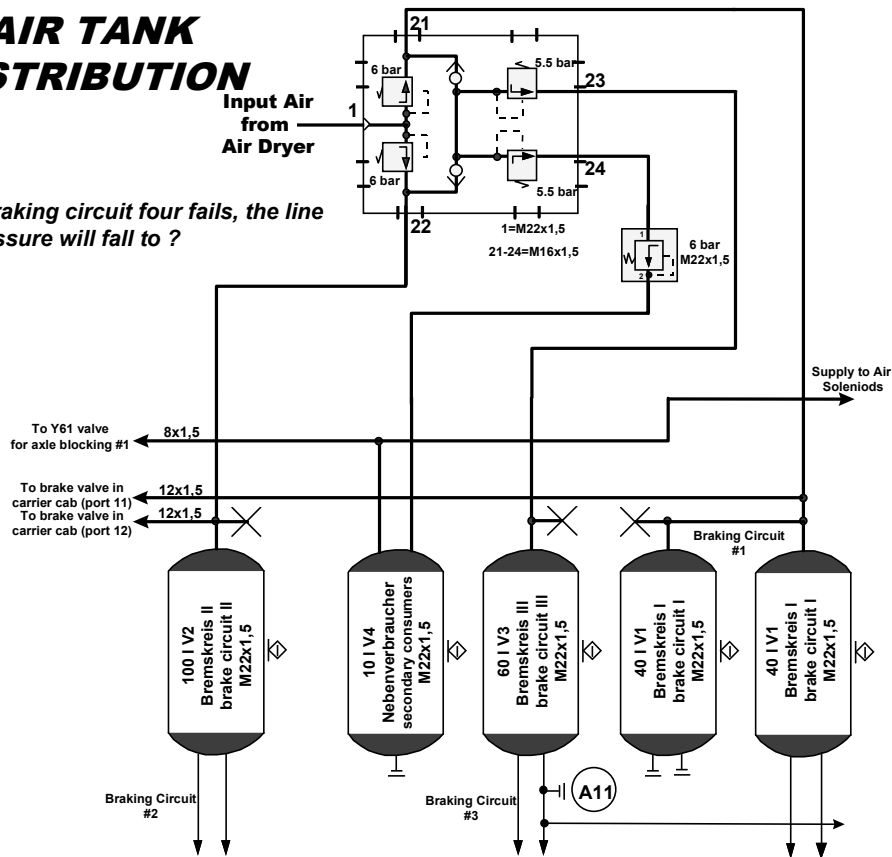 AIR TANK
STRIBUTION
21
6 bar
5.5 bar
23
Input Air
from
Air Dryer
1
24
6 bar
5.5 bar
22
1=M22x1,5
21-24=M16x1,5
raking circuit four fails, the line
ssure will fall to ?
1
2
6 bar
M22x1,5
Supply to Air
Soleniods
To Y61 valve
for axle blocking #1
8x1,5
To brake valve in
carrier cab (port 11)
12x1,5
To brake valve in
carrier cab (port 12)
12x1,5
Braking Circuit
#1
100 l V2
Bremskreis II
brake circuit II
M22x1,5
10 l V4
Nebenverbraucher
secondary consumers
M22x1,5
60 l V3
Bremskreis III
brake circuit III
M22x1,5
40 l V1
Bremskreis I
brake circuit I
M22x1,5
40 l V1
Bremskreis I
brake circuit I
M22x1,5
Braking Circuit
#2
Braking Circuit
#3
A11